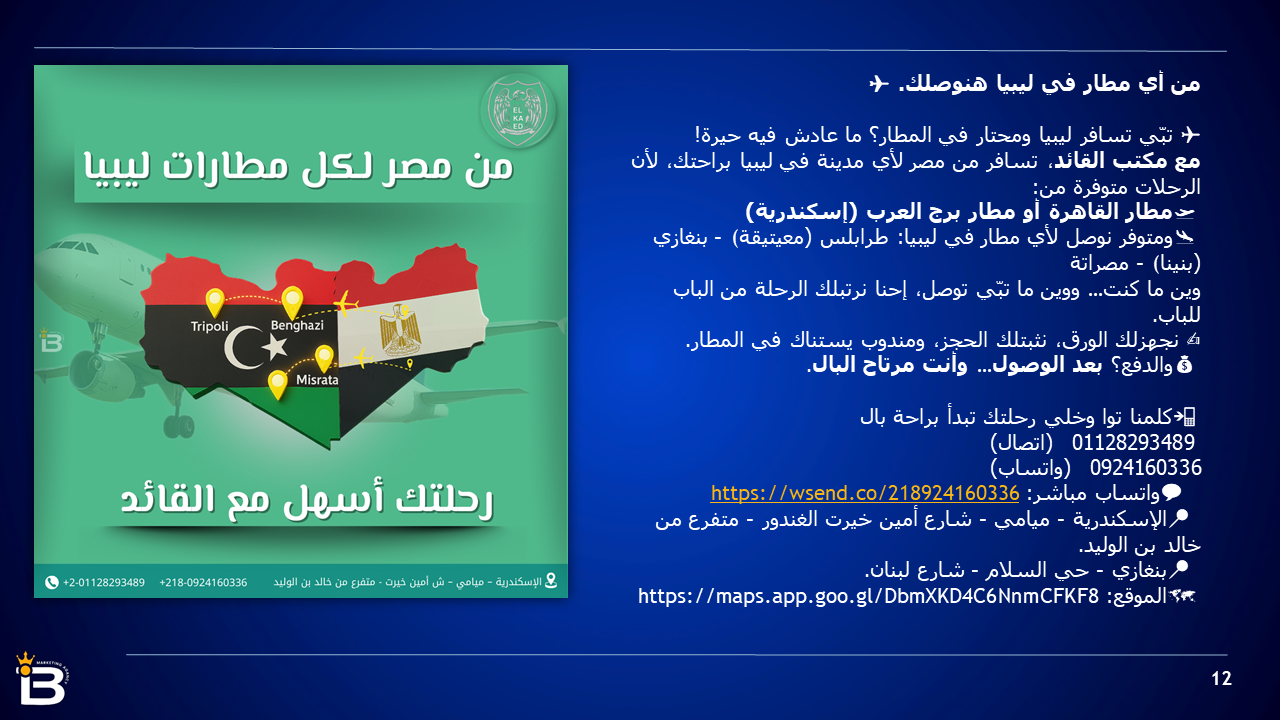 من أي مطار في ليبيا هنوصلك. ✈
✈ تبّي تسافر ليبيا ومحتار في المطار؟ ما عادش فيه حيرة!
مع مكتب القائد، تسافر من مصر لأي مدينة في ليبيا براحتك، لأن
الرحلات متوفرة من:
🛫مطار القاهرة أو مطار برج العرب (إسكندرية)
🛬ومتوفر نوصل لأي مطار في ليبيا: طرابلس (معيتيقة) - بنغازي
(بنينا) - مصراتة
وين ما كنت... ووين ما تبّي توصل، إحنا نرتبلك الرحلة من الباب
للباب.
✍ نجهزلك الورق، نثبتلك الحجز، ومندوب يستناك في المطار.
💰والدفع؟ بعد الوصول... وأنت مرتاح البال.
📲كلمنا توا وخلي رحلتك تبدأ براحة بال
01128293489 (اتصال)
0924160336 (واتساب)
💬واتساب مباشر: https://wsend.co/218924160336
📍الإسكندرية - ميامي - شارع أمين خيرت الغندور - متفرع من
خالد بن الوليد.
📍بنغازي - حي السلام - شارع لبنان.
🗺الموقع: https://maps.app.goo.gl/DbmXKD4C6NnmCFKF8
EL
KA
ED
من مصر لكل مطارات ليبيا
Tripoli
Benghazi
Misrata
رحلتك أسهل مع القائد
الإسكندرية – ميامي – ش أمين خيرت - متفرع من خالد بن الوليد
+218-0924160336
+2-01128293489
B
MARKETING AGENCY
12